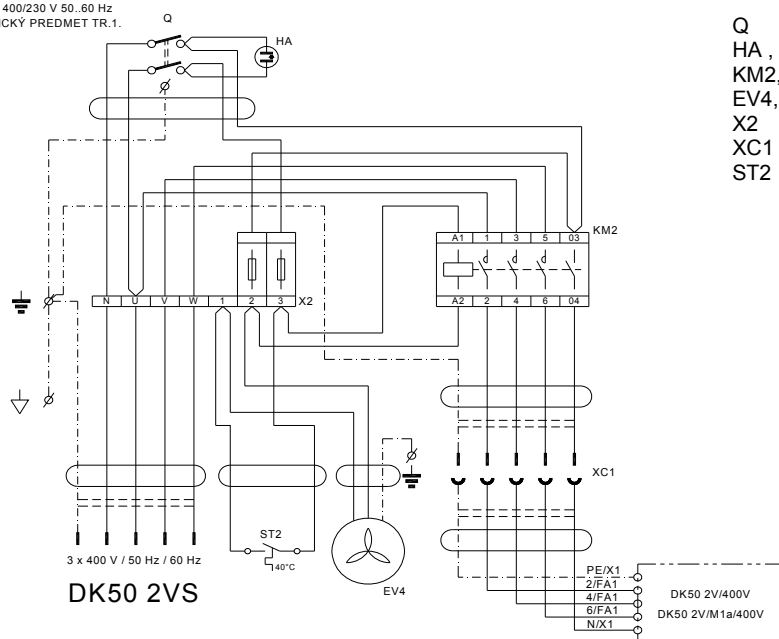 400/230 V 50..60 Hz
PREDMET TR.1.
Q
HA
Q
HA ,
KM2,
EV4,
X2
XC1
ST2
KM2
A1 1 3 5 03
A2 2 4 6 04
N U V W 1 2 3 X2
XC1
ST2
40°C
EV4
3 x 400 V / 50 Hz / 60 Hz
DK50 2VS
PE/X1
2/FA1
4/FA1
6/FA1
N/X1
DK50 2V/400V
DK50 2V/M1a/400V